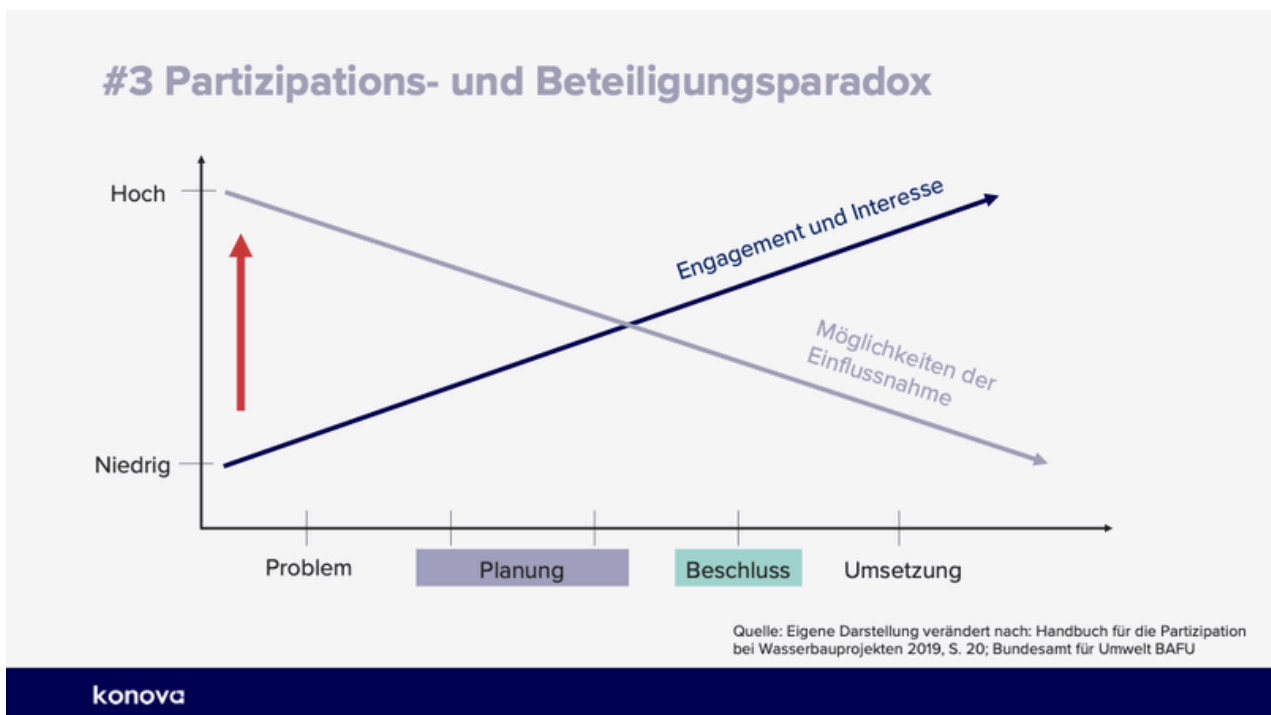 #3 Partizipations- und Beteiligungsparadox
Hoch
Engagement und Interesse
Möglichkeiten der
Einflussnahme
Niedrig
Problem
Planung
Beschluss
Umsetzung
Quelle: Eigene Darstellung verändert nach: Handbuch für die Partizipation
bei Wasserbauprojekten 2019, S. 20; Bundesamt für Umwelt BAFU
konova